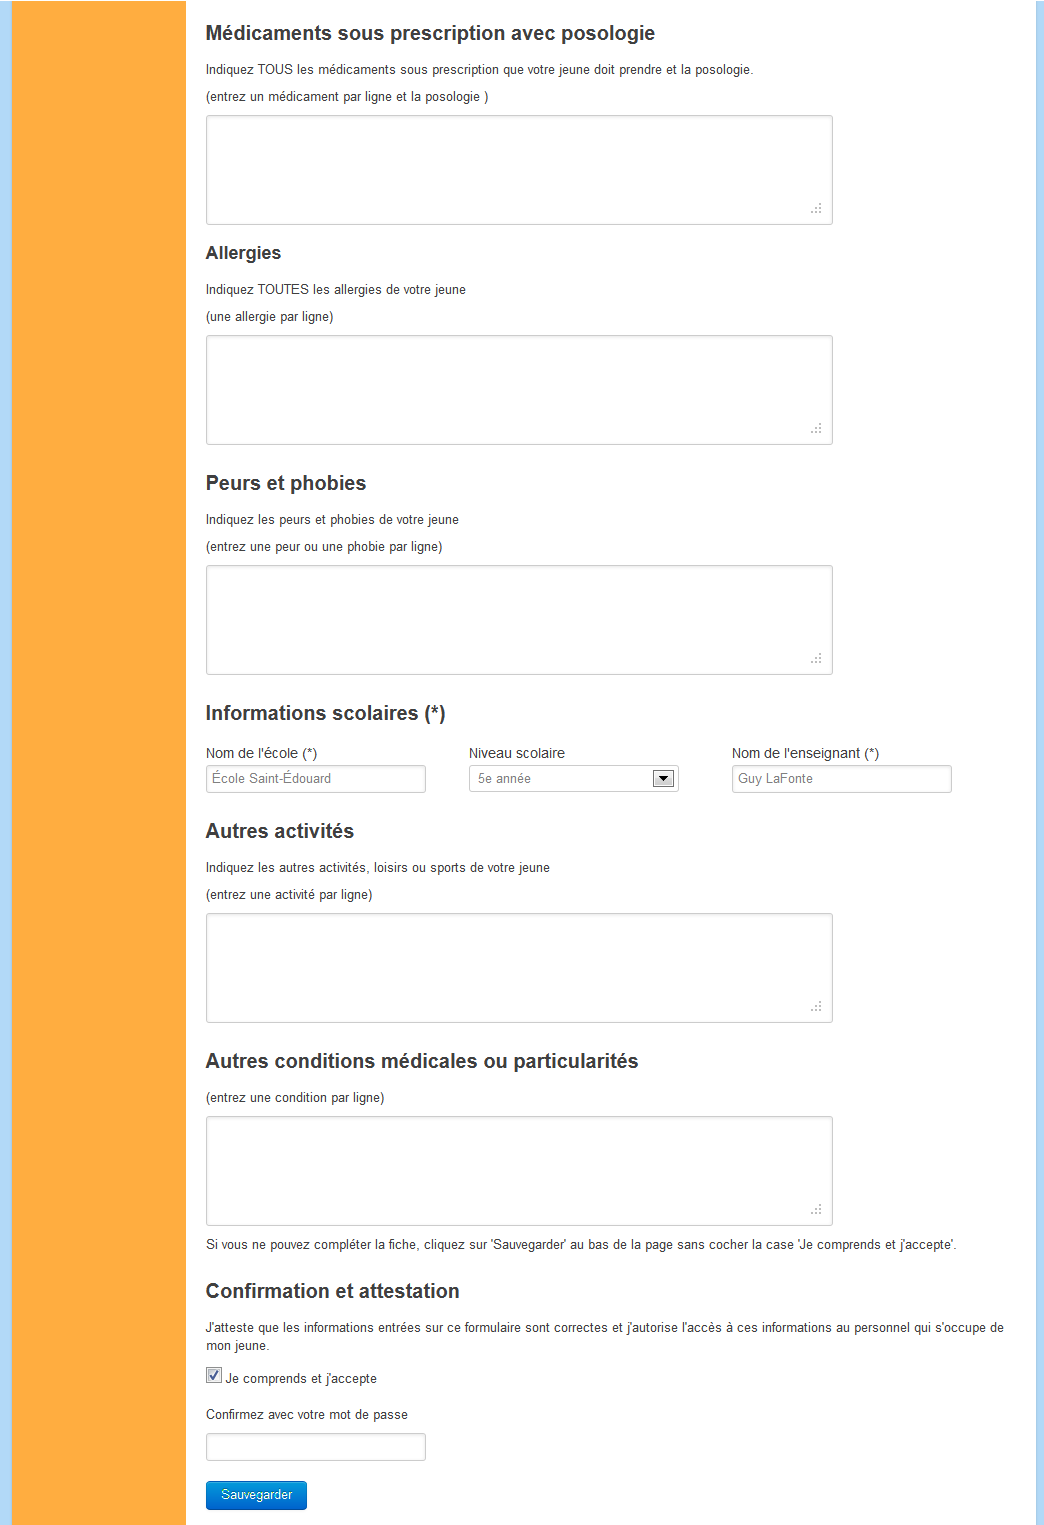 Médicaments sous prescription avec posologie
Indiquez TOUS les médicaments sous prescription que votre jeune doit prendre et la posologie.
(entrez un médicament par ligne et la posologie )
Allergies
Indiquez TOUTES les allergies de votre jeune
(une allergie par ligne)
Peurs et phobies
Indiquez les peurs et phobies de votre jeune
(entrez une peur ou une phobie par ligne)
Informations scolaires (*)
Nom de l'école (*) Niveau scolaire Nom de l'enseignant (*)
École Saint-Édouard 5e année Guy LaFonte
Autres activités
Indiquez les autres activités, loisirs ou sports de votre jeune
(entrez une activité par ligne)
Autres conditions médicales ou particularités
(entrez une condition par ligne)
Si vous ne pouvez compléter la fiche, cliquez sur 'Sauvegarder' au bas de la page sans cocher la case 'Je comprends et j'accepte'.
Confirmation et attestation
J'atteste que les informations entrées sur ce formulaire sont correctes et j'autorise l'accès à ces informations au personnel qui s'occupe de
mon jeune.
Je comprends et j'accepte
Confirmez avec votre mot de passe
Sauvegarder